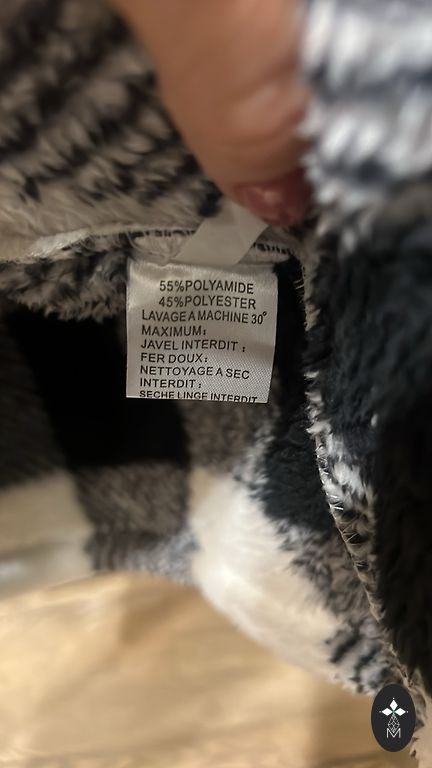 55%POLYAMIDE
45%POLYESTER
LAVAGE A MACHINE 30°
MAXIMUM;
JAVEL INTERDIT ;
FER DOUX;
NETTOYAGE A SEC
INTERDIT ;
SECHE LINGE INTERDIT
M